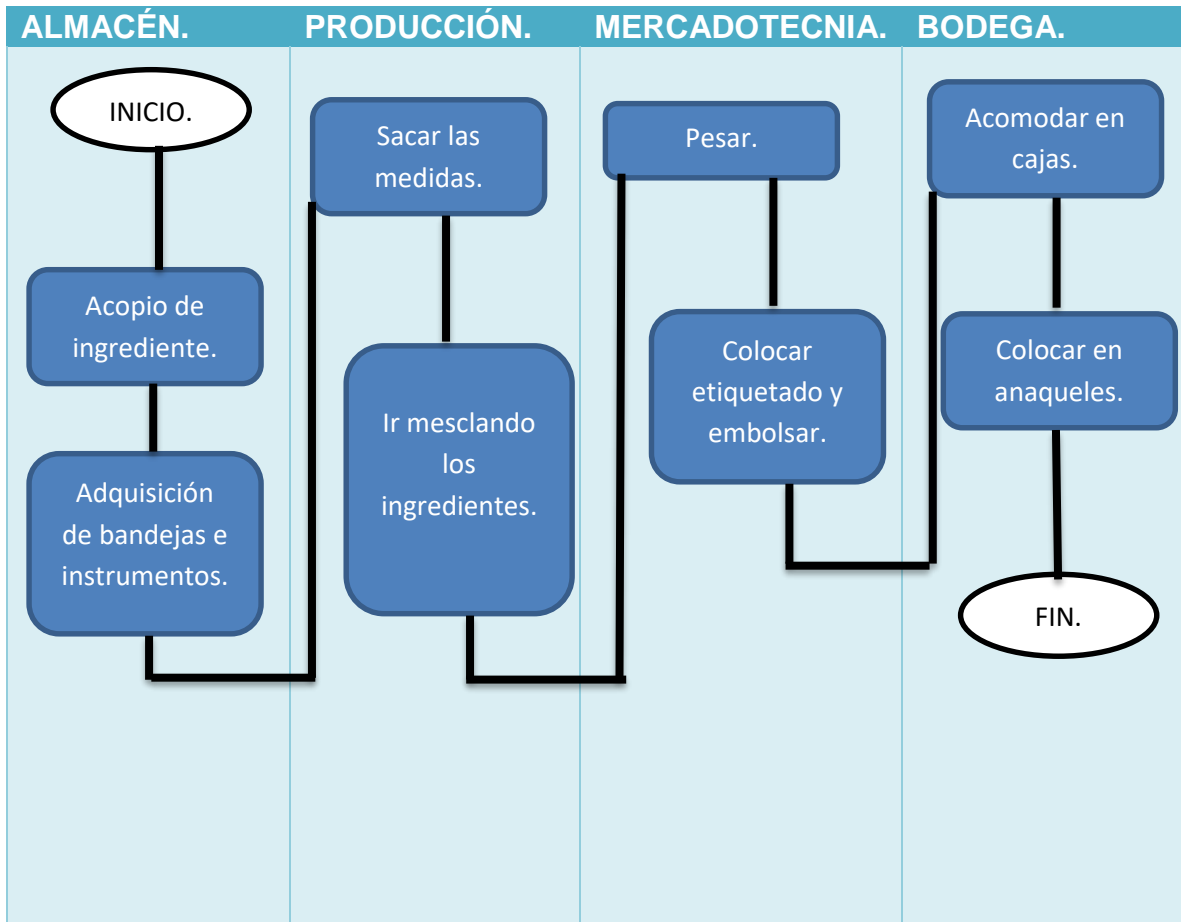 ALMACÉN.
PRODUCCIÓN.
MERCADOTECNIA.
BODEGA.
INICIO.
Acopio de
ingrediente.
Adquisición
de bandejas e
instrumentos.
Sacar las
medidas.
Ir mesclando
los
ingredientes.
Pesar.
Colocar
etiquetado y
embolsar.
Acomodar en
cajas.
Colocar en
anaqueles.
FIN.